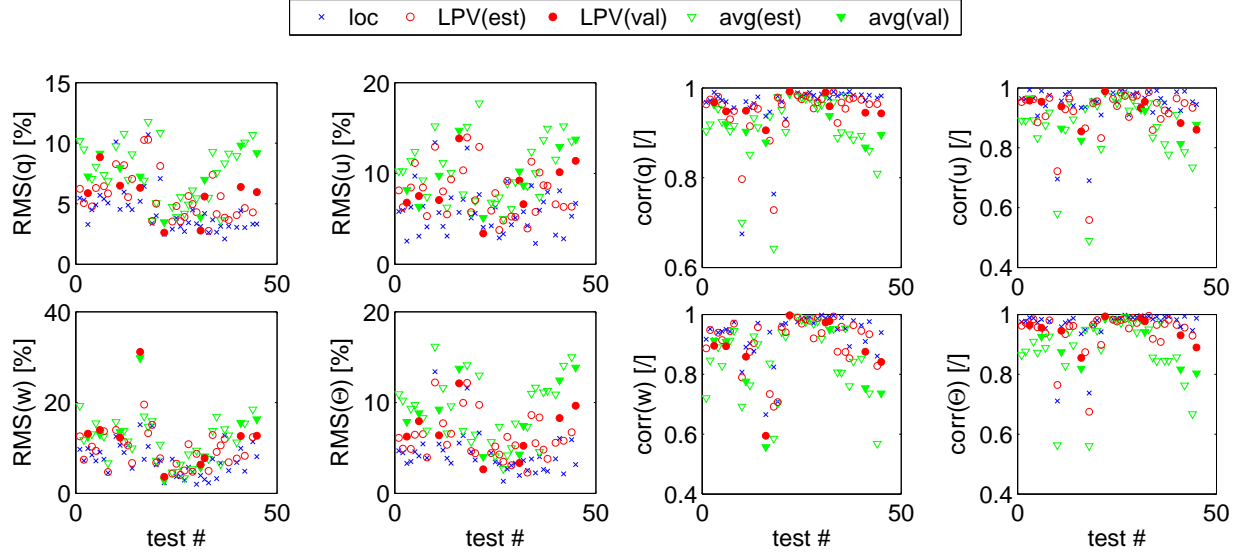 loc LPV(est) LPV(val) avg(est) avg(val)
RMS(q) [%]
15
10
5
0
0 50
RMS(u) [%]
20
10
0
0 50
corr(q) [/]
1
0.8
0.6
0 50
corr(u) [/]
1
0.8
0.6
0.4
0 50
RMS(w) [%]
40
20
0
0 50
test #
RMS(Θ) [%]
20
10
0
0 50
test #
corr(w) [/]
1
0.8
0.6
0.4
0 50
test #
corr(Θ) [/]
1
0.8
0.6
0.4
0 50
test #